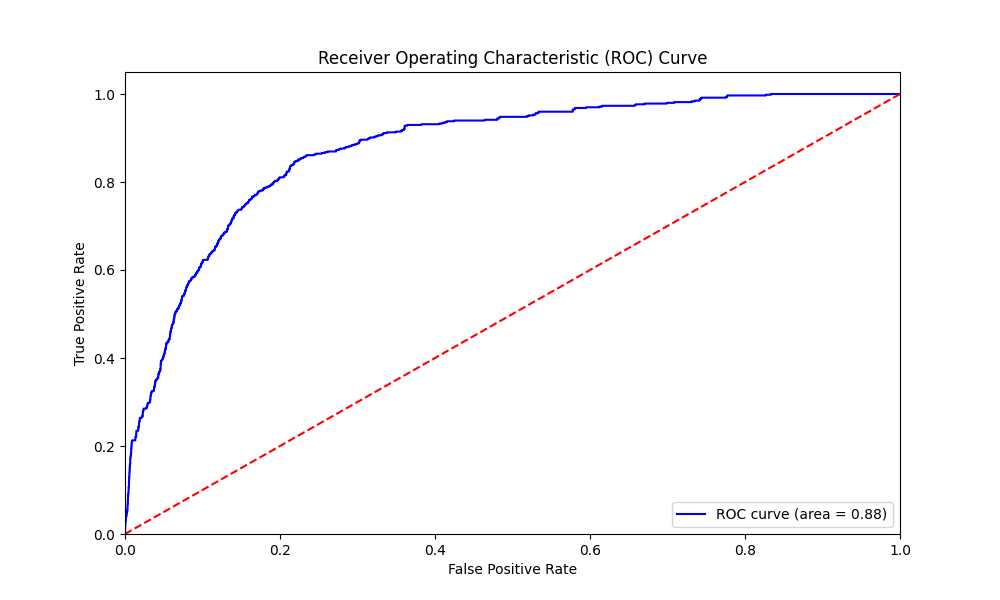 Receiver Operating Characteristic (ROC) Curve
1.0
0.8
0.6
0.4
0.2
0.0
True Positive Rate
0.0 0.2 0.4 0.6 0.8 1.0
False Positive Rate
ROC curve (area = 0.88)